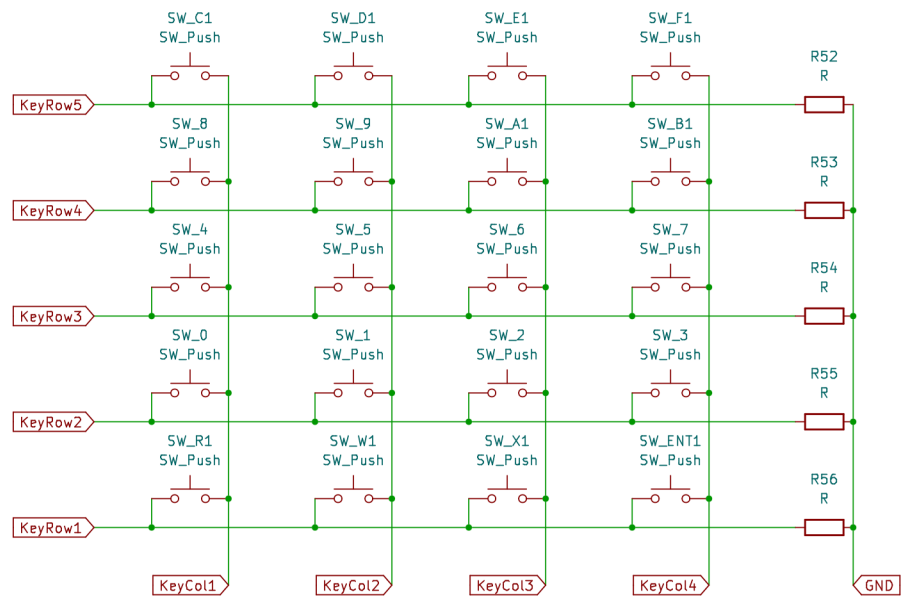 SW_C1 SW_D1 SW_E1 SW_F1
SW_Push SW_Push SW_Push SW_Push
R52
R
KeyRow5
SW_8 SW_9 SW_A1 SW_B1
SW_Push SW_Push SW_Push SW_Push
R53
R
KeyRow4
SW_4 SW_5 SW_6 SW_7
SW_Push SW_Push SW_Push SW_Push
R54
R
KeyRow3
SW_0 SW_1 SW_2 SW_3
SW_Push SW_Push SW_Push SW_Push
R55
R
KeyRow2
SW_R1 SW_W1 SW_X1 SW_ENT1
SW_Push SW_Push SW_Push SW_Push
R56
R
KeyRow1
KeyCol1 KeyCol2 KeyCol3 KeyCol4 GND